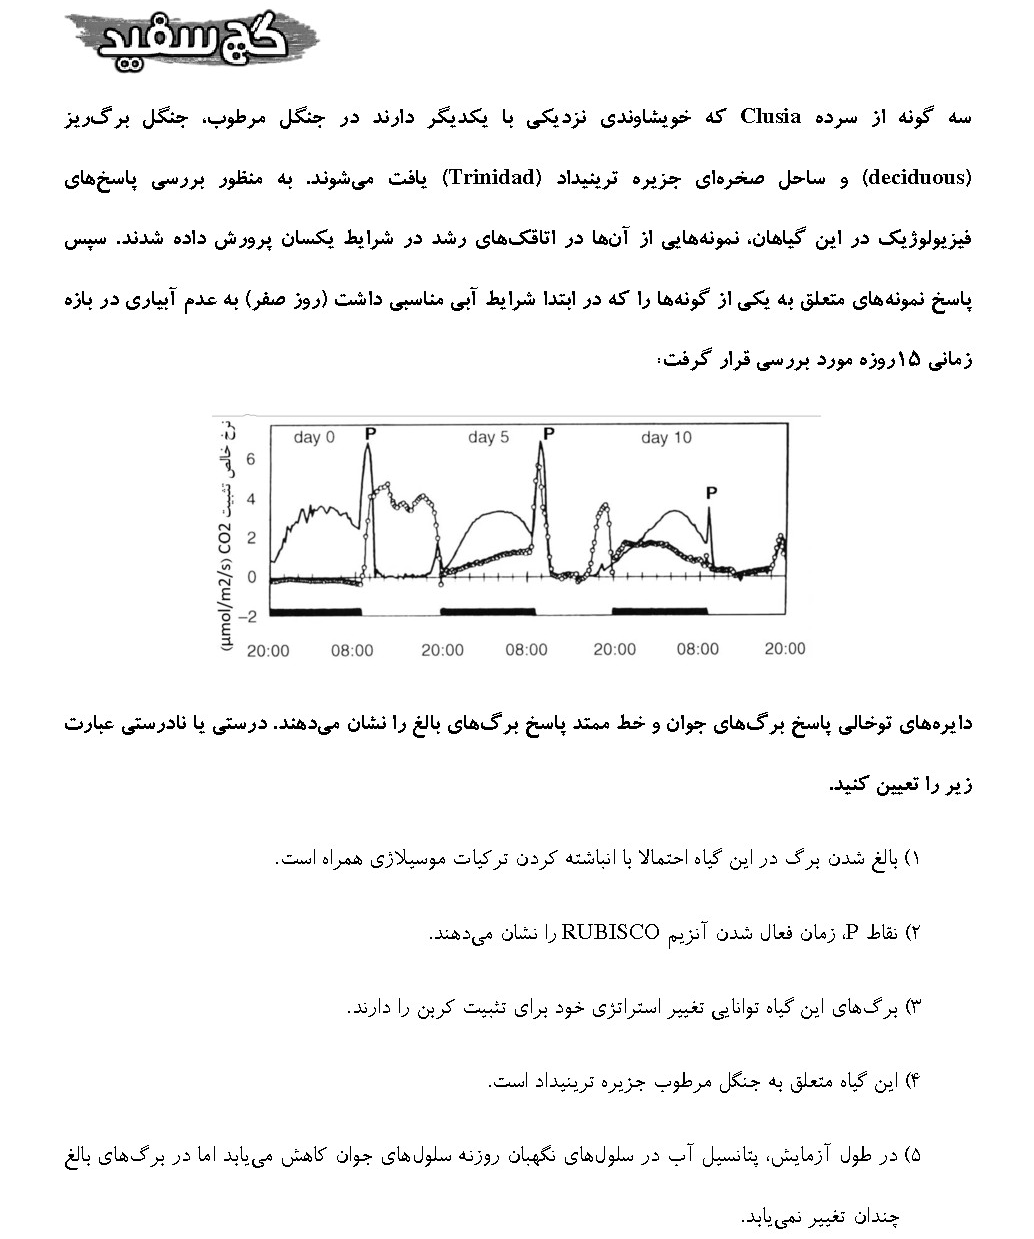 گچ سفید
سه گونه از سرده Clusia که خویشاوندی نزدیکی با یکدیگر دارند در جنگل مرطوب، جنگل برگ‌ریز
(deciduous) و ساحل صخره‌ای جزیره ترینیداد (Trinidad) یافت می‌شوند. به منظور بررسی پاسخ‌های
فیزیولوژیک در این گیاهان، نمونه‌هایی از آن‌ها در اتاقک‌های رشد در شرایط یکسان پرورش داده شدند. سپس
پاسخ نمونه‌های متعلق به یکی از گونه‌ها را که در ابتدا شرایط آبی مناسبی داشت (روز صفر) به عدم آبیاری در بازه
زمانی ۱۵روزه مورد بررسی قرار گرفت:
نرخ خالص تثبیت CO2 (µmol/m2/s)
day 0 P day 5 P day 10
P
6
4
2
0
−2
20:00 08:00 20:00 08:00 20:00 08:00 20:00
دایره‌های توخالی پاسخ برگ‌های جوان و خط ممتد پاسخ برگ‌های بالغ را نشان می‌دهند. درستی یا نادرستی عبارت
زیر را تعیین کنید.
۱) بالغ شدن برگ در این گیاه احتمالا با انباشته کردن ترکیات موسیلاژی همراه است.
۲) نقاط P، زمان فعال شدن آنزیم RUBISCO را نشان می‌دهند.
۳) برگ‌های این گیاه توانایی تغییر استراتژی خود برای تثبیت کربن را دارند.
۴) این گیاه متعلق به جنگل مرطوب جزیره ترینیداد است.
۵) در طول آزمایش، پتانسیل آب در سلول‌های نگهبان روزنه سلول‌های جوان کاهش می‌یابد اما در برگ‌های بالغ
چندان تغییر نمی‌یابد.